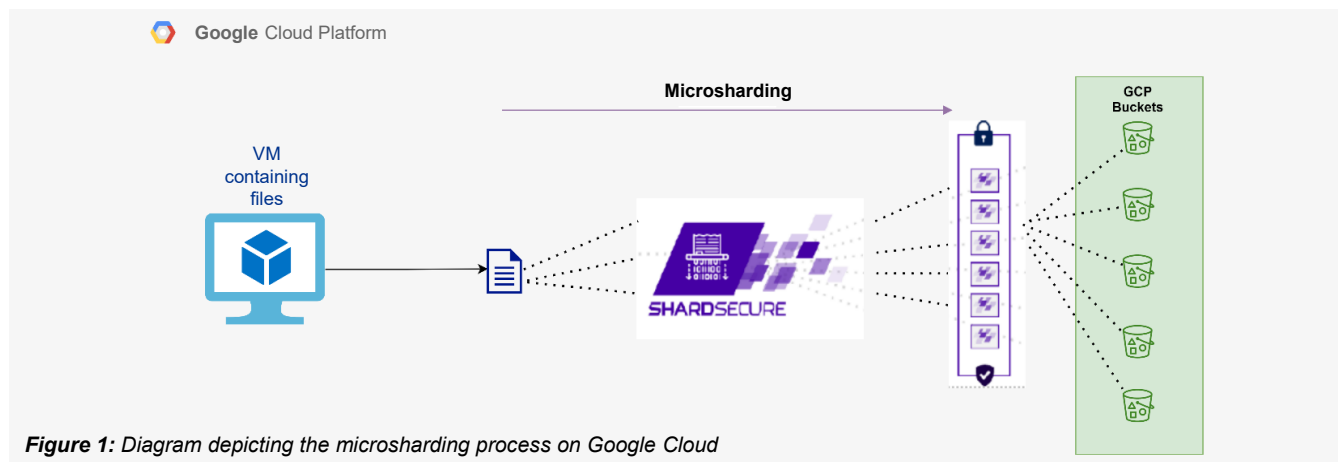 Google Cloud Platform
Microsharding
GCP
Buckets
VM
containing
files
SHARDSECURE
Figure 1: Diagram depicting the microsharding process on Google Cloud